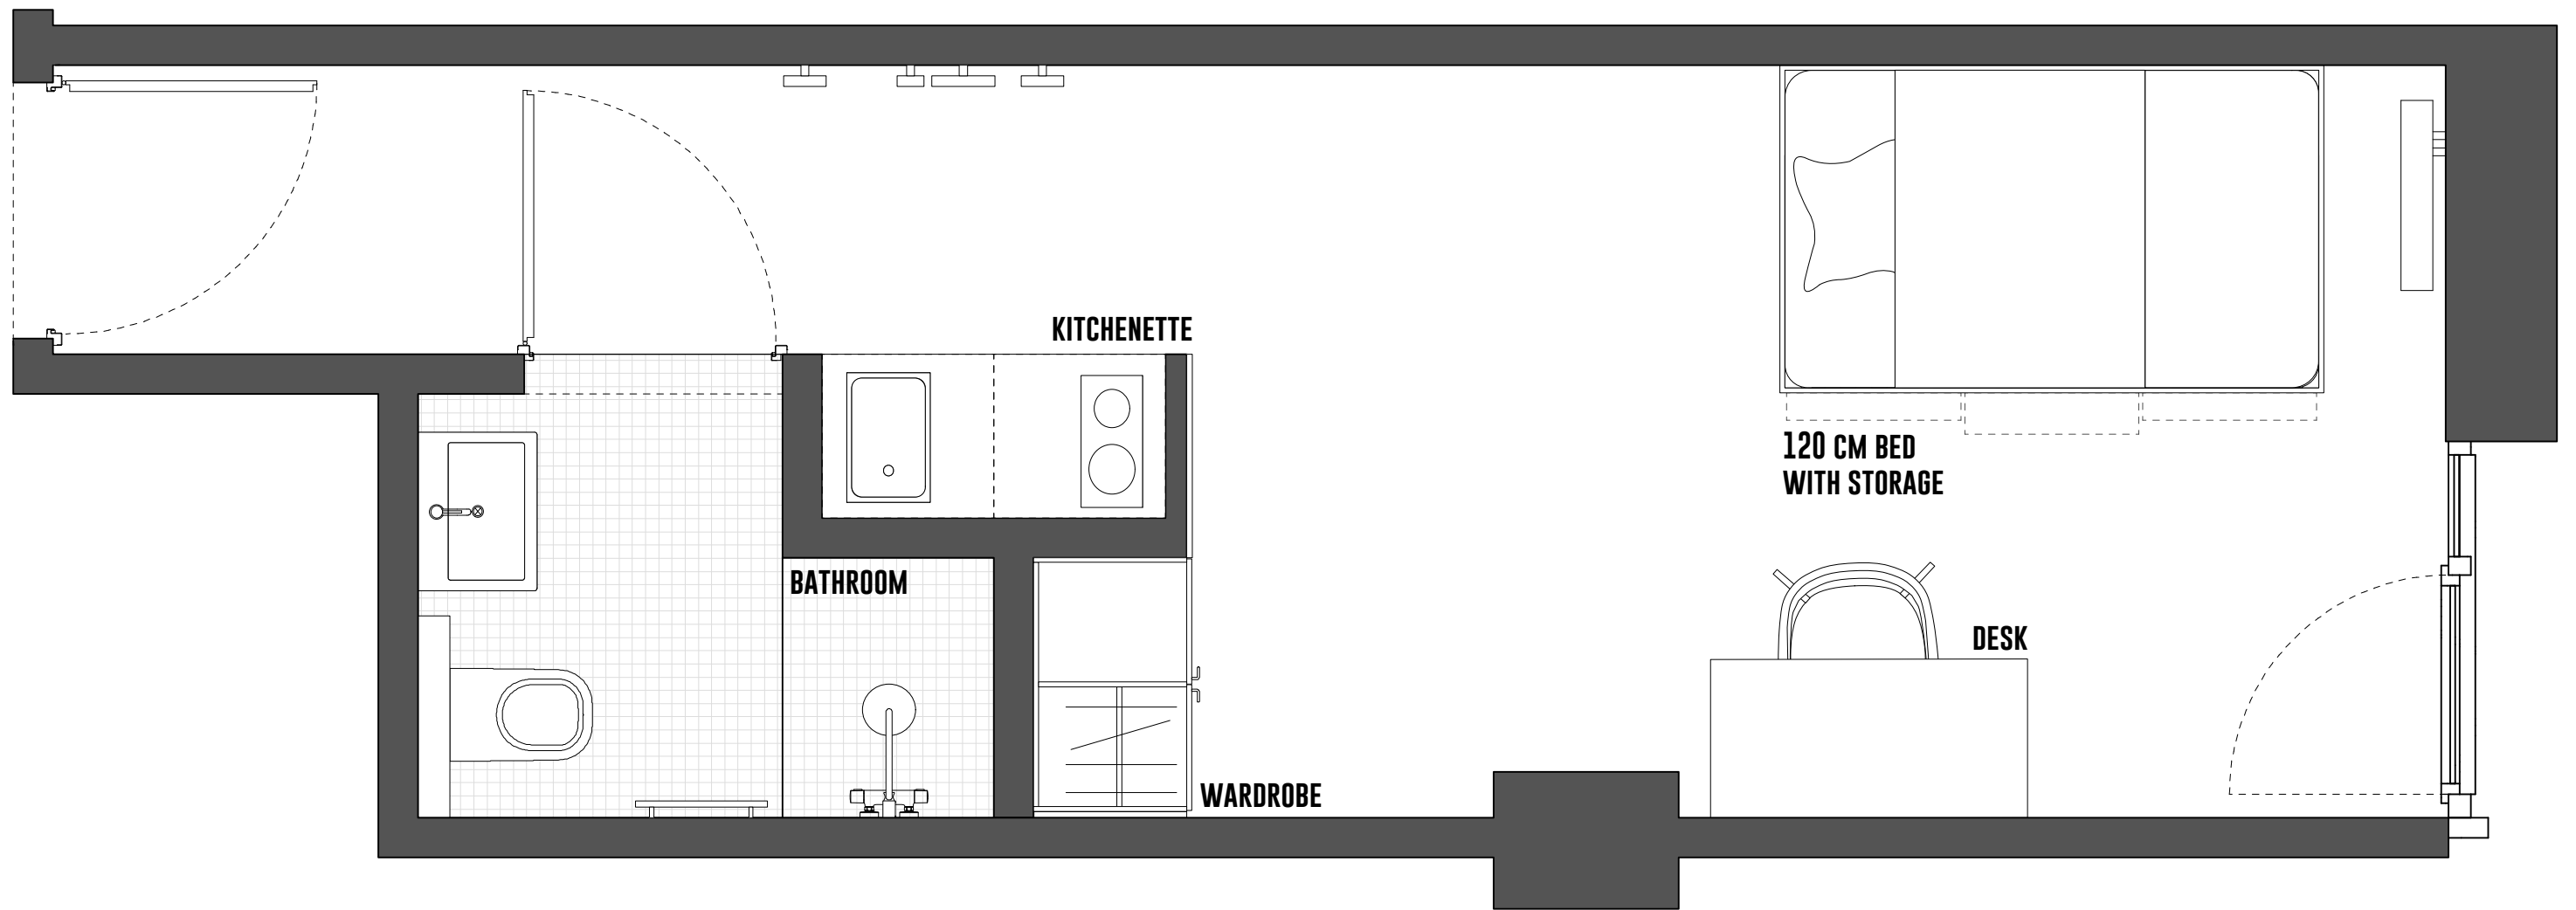 KITCHENETTE
120 CM BED
WITH STORAGE
BATHROOM
DESK
WARDROBE